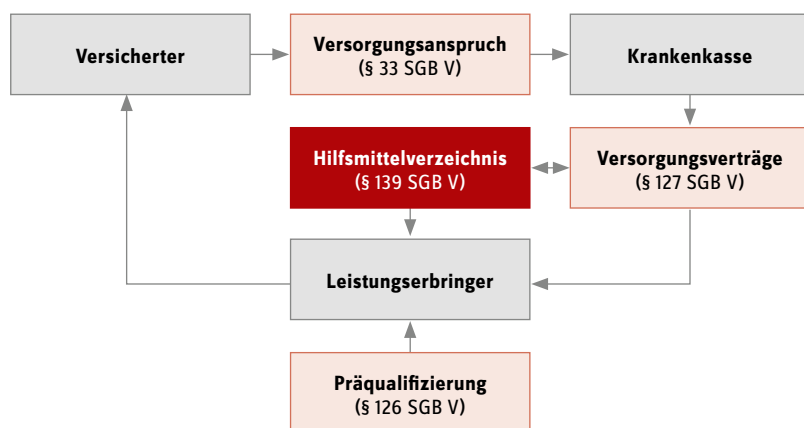 Versicherter
Versorgungsanspruch
(§ 33 SGB V)
Krankenkasse
Hilfsmittelverzeichnis
(§ 139 SGB V)
Versorgungsverträge
(§ 127 SGB V)
Leistungserbringer
Präqualifizierung
(§ 126 SGB V)